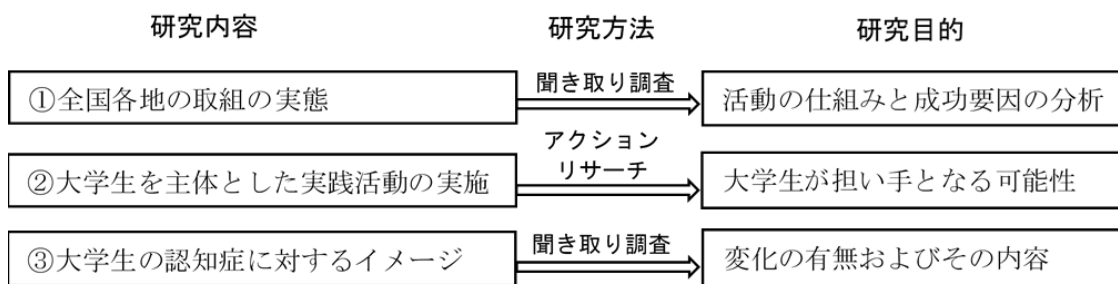 研究内容 研究方法 研究目的
①全国各地の取組の実態 聞き取り調査 活動の仕組みと成功要因の分析
②大学生を主体とした実践活動の実施 アクション
リサーチ 大学生が担い手となる可能性
③大学生の認知症に対するイメージ 聞き取り調査 変化の有無およびその内容